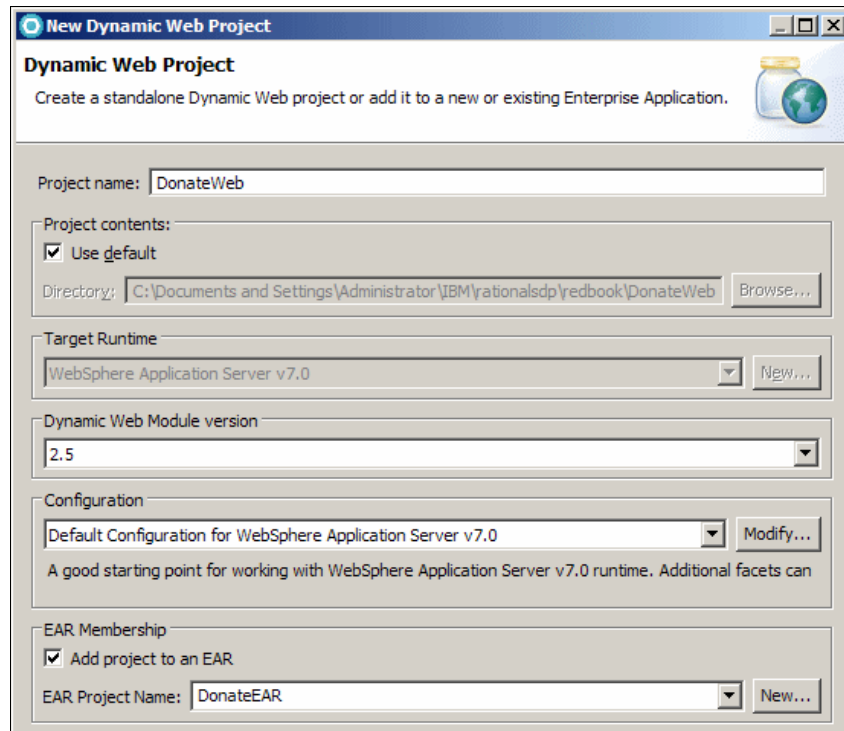 New Dynamic Web Project
Dynamic Web Project
Create a standalone Dynamic Web project or add it to a new or existing Enterprise Application.
Project name: DonateWeb
Project contents:
Use default
Directory: C:\Documents and Settings\Administrator\IBM\rationalsdp\redbook\DonateWeb Browse...
Target Runtime
WebSphere Application Server v7.0 New...
Dynamic Web Module version
2.5
Configuration
Default Configuration for WebSphere Application Server v7.0 Modify...
A good starting point for working with WebSphere Application Server v7.0 runtime. Additional facets can
EAR Membership
Add project to an EAR
EAR Project Name: DonateEAR New...